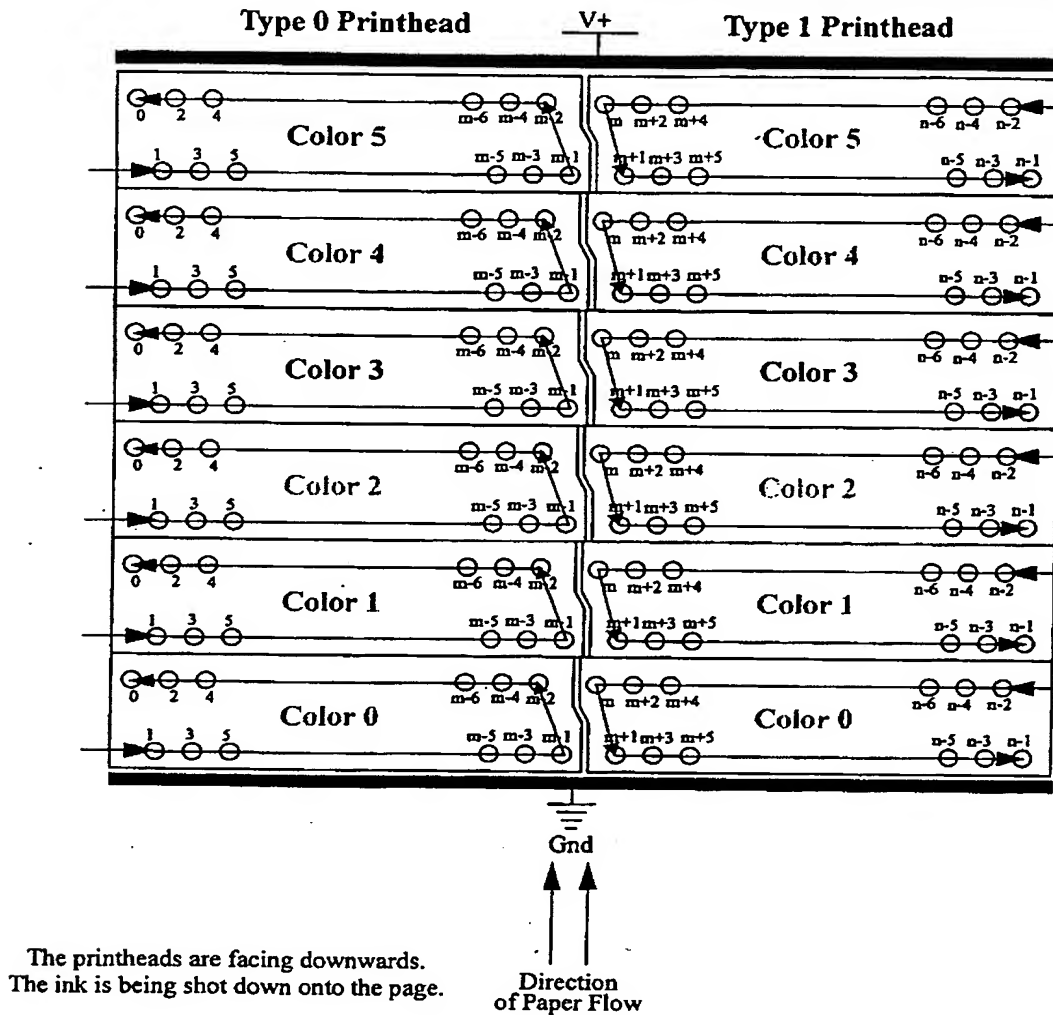 Type 0 Printhead V+ Type 1 Printhead
0 2 4 m-6 m-4 m-2 m m+2 m+4 n-6 n-4 n-2
Color 5 Color 5
1 3 5 m-5 m-3 m-1 m+1 m+3 m+5 n-5 n-3 n-1
0 2 4 m-6 m-4 m-2 m m+2 m+4 n-6 n-4 n-2
Color 4 Color 4
1 3 5 m-5 m-3 m-1 m+1 m+3 m+5 n-5 n-3 n-1
0 2 4 m-6 m-4 m-2 m m+2 m+4 n-6 n-4 n-2
Color 3 Color 3
1 3 5 m-5 m-3 m-1 m+1 m+3 m+5 n-5 n-3 n-1
0 2 4 m-6 m-4 m-2 m m+2 m+4 n-6 n-4 n-2
Color 2 Color 2
1 3 5 m-5 m-3 m-1 m+1 m+3 m+5 n-5 n-3 n-1
0 2 4 m-6 m-4 m-2 m m+2 m+4 n-6 n-4 n-2
Color 1 Color 1
1 3 5 m-5 m-3 m-1 m+1 m+3 m+5 n-5 n-3 n-1
0 2 4 m-6 m-4 m-2 m m+2 m+4 n-6 n-4 n-2
Color 0 Color 0
1 3 5 m-5 m-3 m-1 m+1 m+3 m+5 n-5 n-3 n-1
Gnd
The printheads are facing downwards.
The ink is being shot down onto the page.
Direction
of Paper Flow